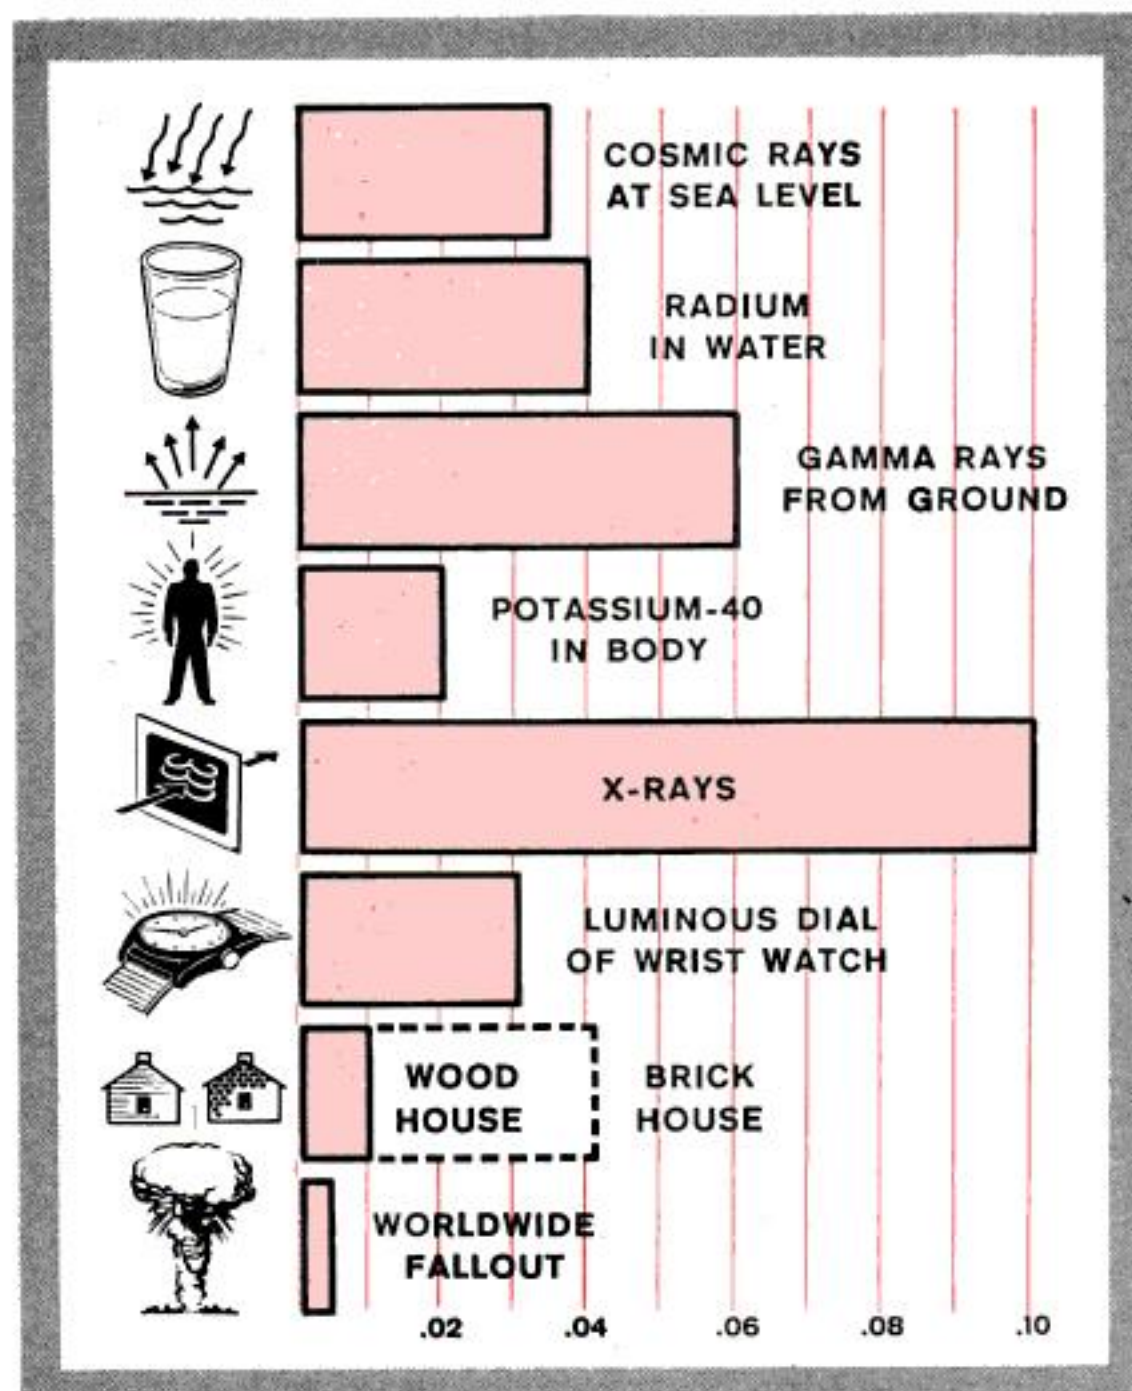 COSMIC RAYS
AT SEA LEVEL
RADIUM
IN WATER
GAMMA RAYS
FROM GROUND
POTASSIUM-40
IN BODY
X-RAYS
LUMINOUS DIAL
OF WRIST WATCH
WOOD
HOUSE
BRICK
HOUSE
WORLDWIDE
FALLOUT
.02 .04 .06 .08 .10